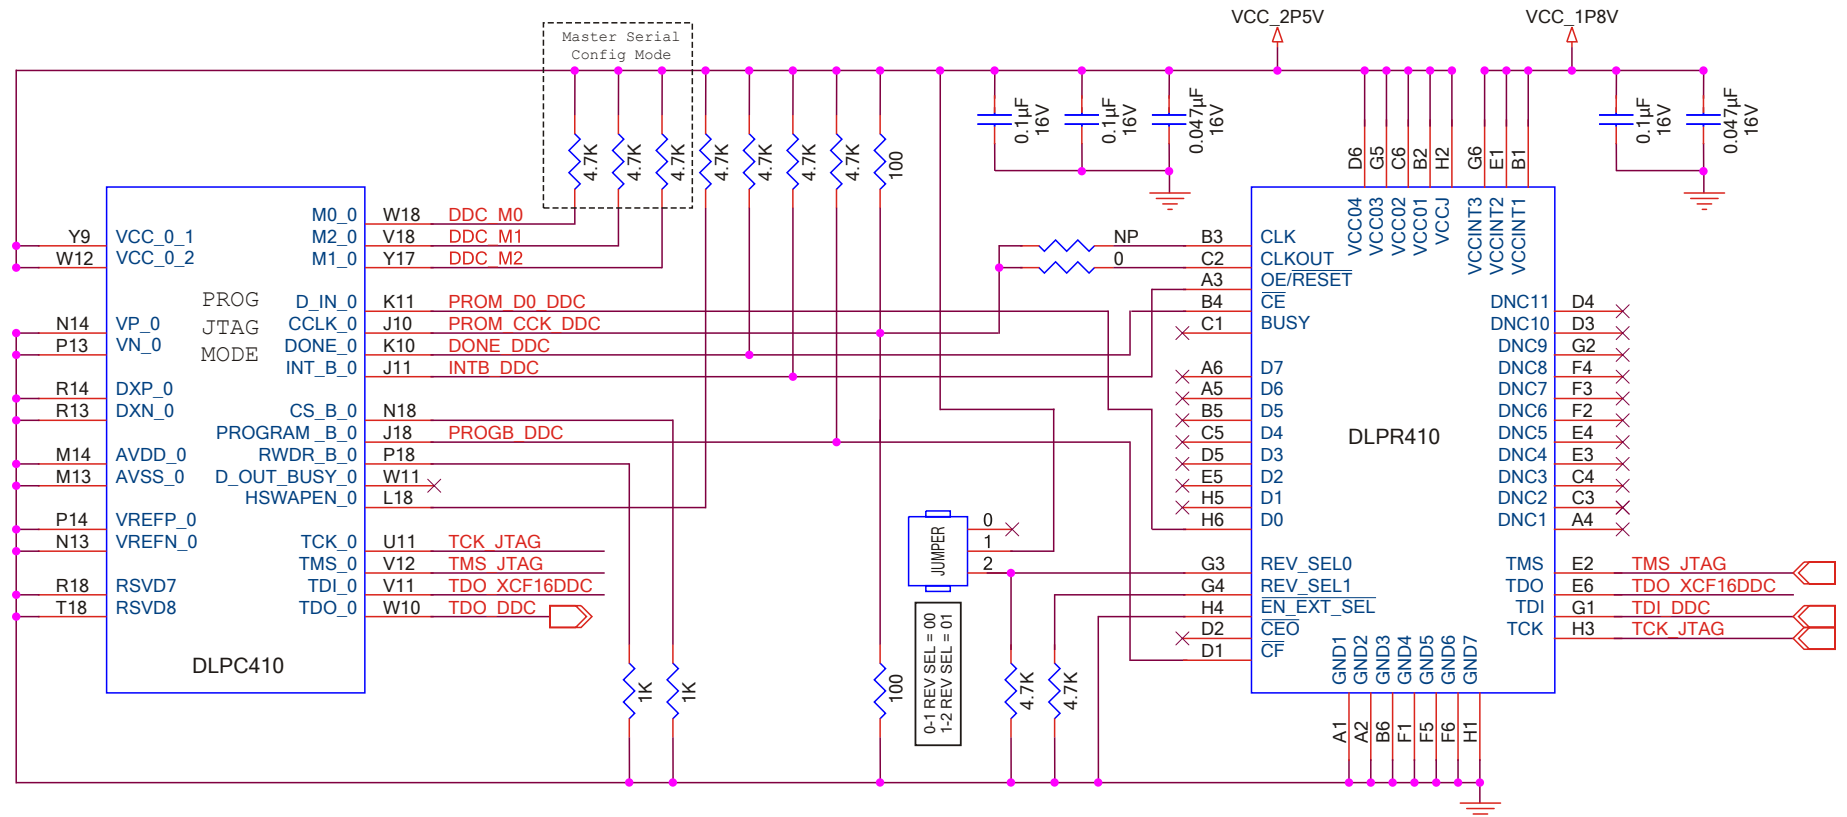 VCC_2P5V
VCC_1P8V
Master Serial
Config Mode
4.7K
4.7K
4.7K
4.7K
4.7K
4.7K
4.7K
100
0.1µF
16V
0.1µF
16V
0.047µF
16V
0.1µF
16V
0.047µF
16V
D6
G5
C6
B2
H2
G6
E1
B1
VCC04
VCC03
VCC02
VCC01
VCCJ
VCCINT3
VCCINT2
VCCINT1
Y9 VCC_0_1
W12 VCC_0_2
N14 VP_0
P13 VN_0
R14 DXP_0
R13 DXN_0
M14 AVDD_0
M13 AVSS_0
P14 VREFP_0
N13 VREFN_0
R18 RSVD7
T18 RSVD8
PROG
JTAG
MODE
M0_0 W18 DDC_M0
M2_0 V18 DDC_M1
M1_0 Y17 DDC_M2
D_IN_0 K11 PROM_D0_DDC
CCLK_0 J10 PROM_CCK_DDC
DONE_0 K10 DONE_DDC
INT_B_0 J11 INTB_DDC
CS_B_0 N18
PROGRAM _B_0 J18 PROGB_DDC
RWDR_B_0 P18
D_OUT_BUSY_0 W11
HSWAPEN_0 L18
TCK_0 U11 TCK_JTAG
TMS_0 V12 TMS_JTAG
TDI_0 V11 TDO_XCF16DDC
TDO_0 W10 TDO_DDC
DLPC410
1K
1K
100
JUMPER
0
1
2
0-1 REV SEL = 00
1-2 REV SEL = 01
4.7K
4.7K
NP B3 CLK
0 C2 CLKOUT
A3 OE/RESET
B4 CE
C1 BUSY
A6 D7
A5 D6
B5 D5
C5 D4
D5 D3
E5 D2
H5 D1
H6 D0
G3 REV_SEL0
G4 REV_SEL1
H4 EN_EXT_SEL
D2 CEO
D1 CF
DLPR410
DNC11 D4
DNC10 D3
DNC9 G2
DNC8 F4
DNC7 F3
DNC6 F2
DNC5 E4
DNC4 E3
DNC3 C4
DNC2 C3
DNC1 A4
TMS E2 TMS_JTAG
TDO E6 TDO_XCF16DDC
TDI G1 TDI_DDC
TCK H3 TCK_JTAG
GND1
GND2
GND3
GND4
GND5
GND6
GND7
A1
A2
B6
F1
F5
F6
H1